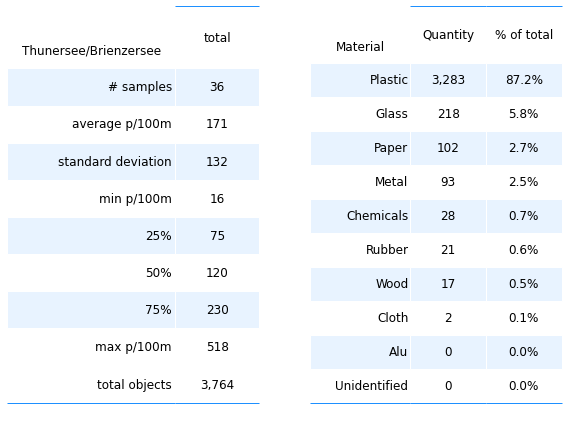 total
Thunersee/Brienzersee
# samples 36
average p/100m 171
standard deviation 132
min p/100m 16
25% 75
50% 120
75% 230
max p/100m 518
total objects 3,764
Quantity % of total
Material
Plastic 3,283 87.2%
Glass 218 5.8%
Paper 102 2.7%
Metal 93 2.5%
Chemicals 28 0.7%
Rubber 21 0.6%
Wood 17 0.5%
Cloth 2 0.1%
Alu 0 0.0%
Unidentified 0 0.0%